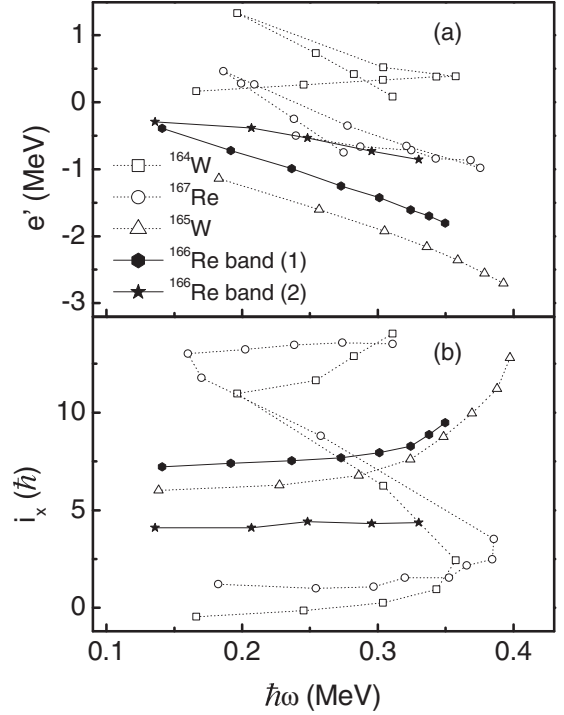 (a)
1
0
-1
-2
-3
e' (MeV)
¹⁶⁴W
¹⁶⁷Re
¹⁶⁵W
¹⁶⁶Re band (1)
¹⁶⁶Re band (2)
(b)
10
5
0
iₓ (ℏ)
0.1 0.2 0.3 0.4
ℏω (MeV)